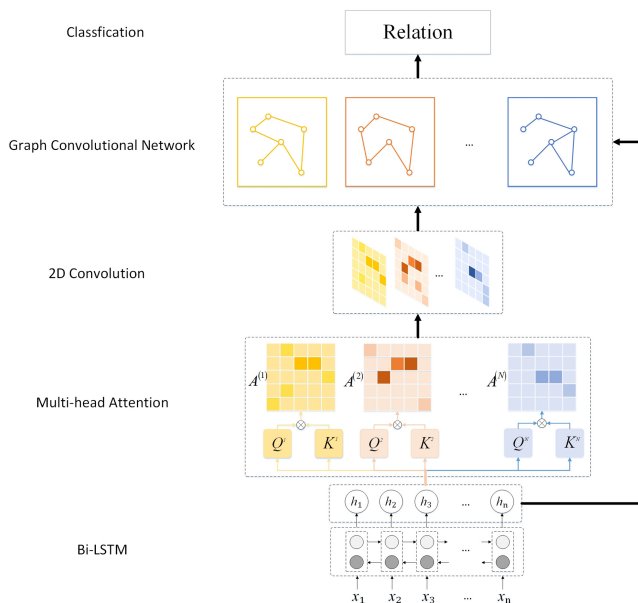 Classfication
Relation
Graph Convolutional Network
...
2D Convolution
...
A(1) A(2) ... A(N)
Multi-head Attention
Q1 K1 Q2 K2 QN KN
h1 h2 h3 ... hn
Bi-LSTM
...
...
x1 x2 x3 ... xn